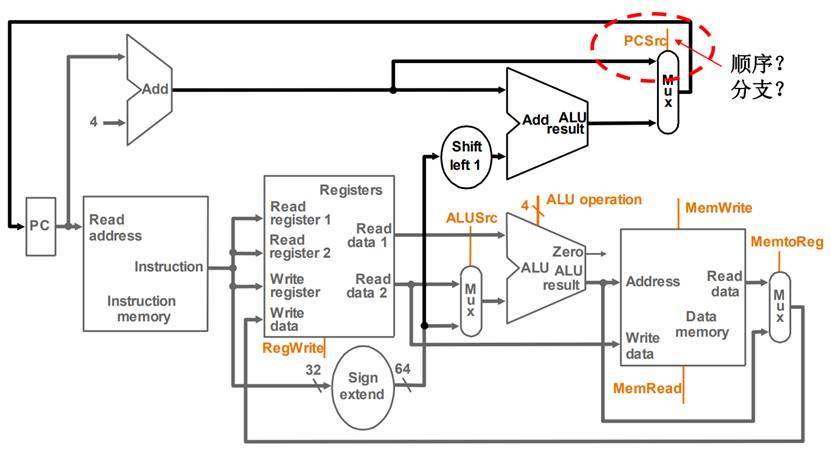 PCSrc
顺序？
分支？
Mux
Add
4
Add
ALU
result
Shift
left 1
PC
Read
address
Instruction
Instruction
memory
Registers
Read
register 1
Read
register 2
Write
register
Write
data
Read
data 1
Read
data 2
RegWrite
ALUSrc
Mux
4
ALU operation
Zero
ALU
ALU
result
MemWrite
Address
Read
data
Write
data
Data
memory
MemRead
MemtoReg
Mux
32
Sign
extend
64